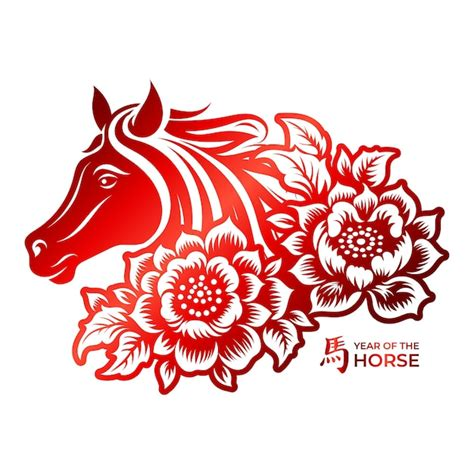 馬 YEAR OF THE
HORSE